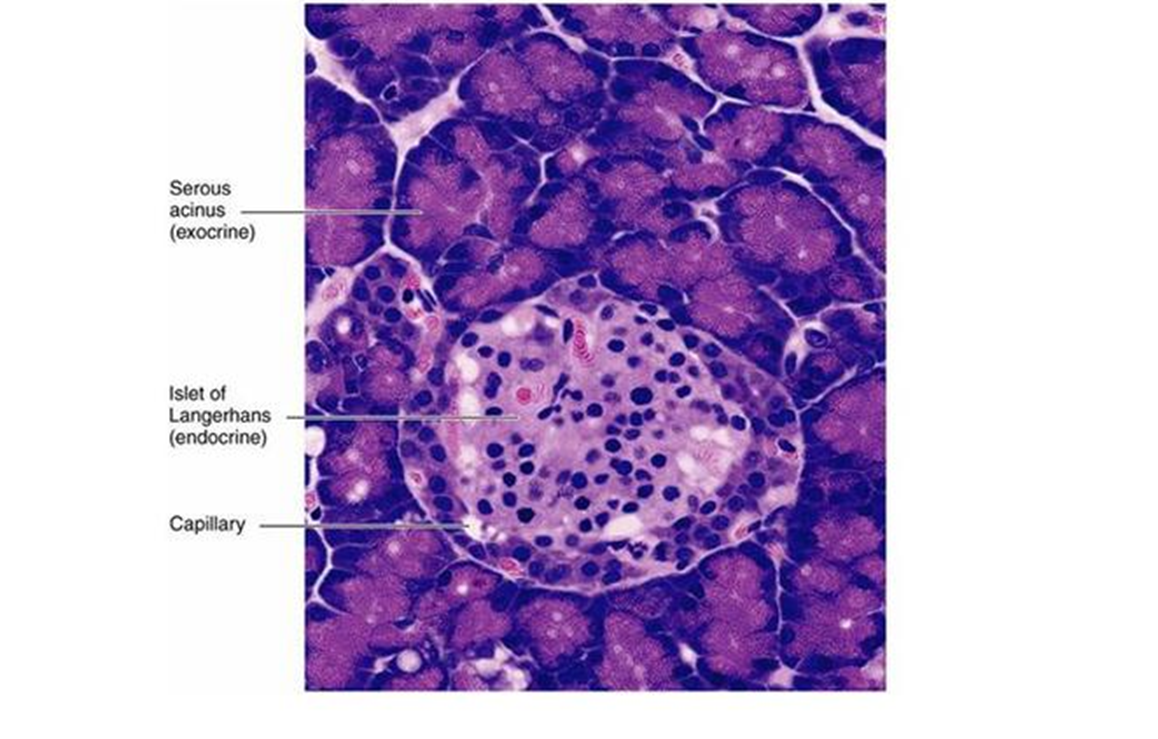 Serous
acinus
(exocrine)
Islet of
Langerhans
(endocrine)
Capillary